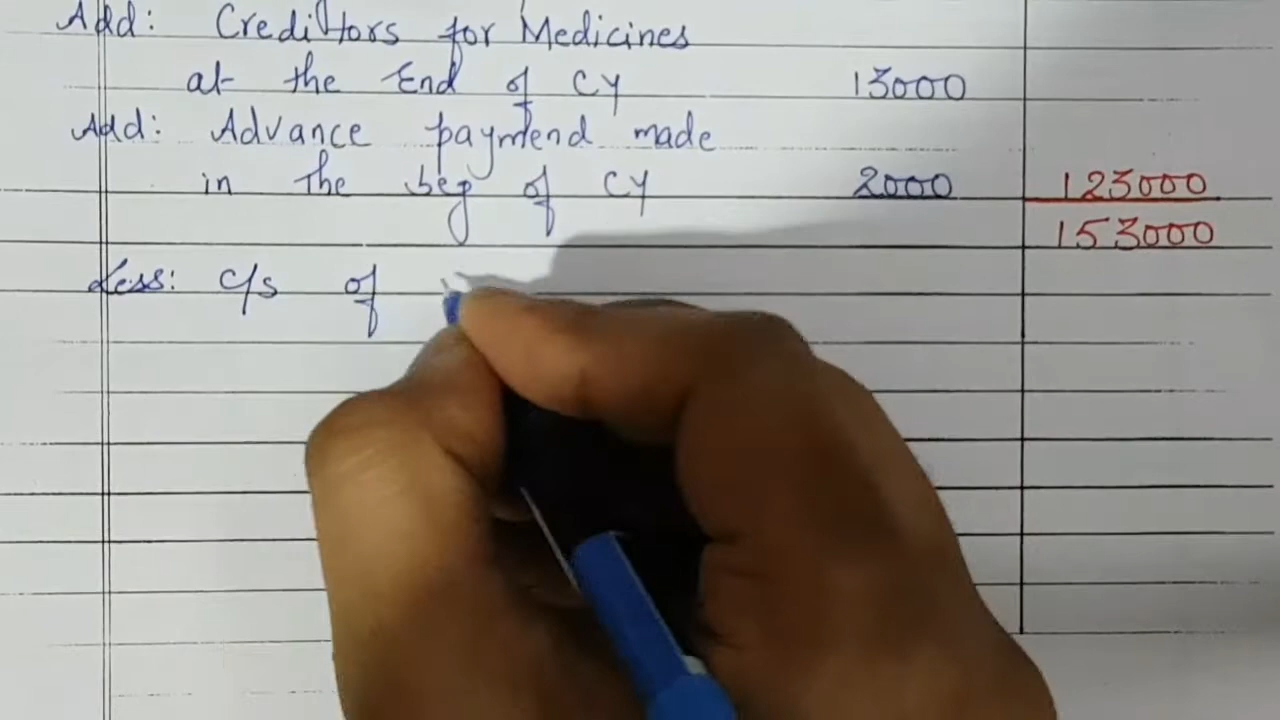 Add: Creditors for Medicines
at the End of CY 13000
Add: Advance paymend made
in the beg of CY 2000 123000
153000
Less: C/s of